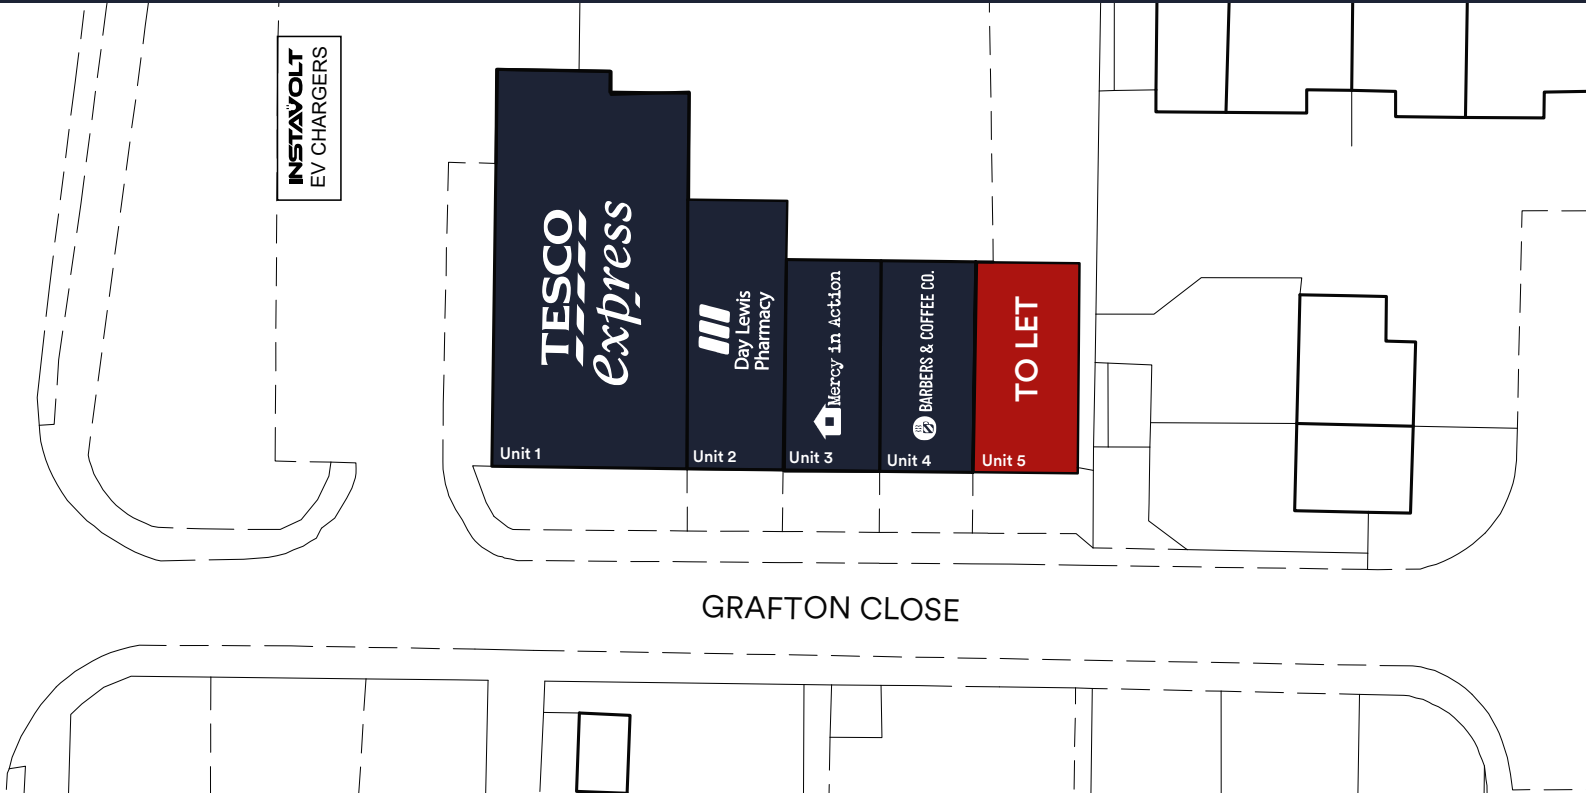 INSTAVOLT
EV CHARGERS
TESCO
express
Unit 1
Day Lewis
Pharmacy
Unit 2
Mercy in Action
Unit 3
BARBERS & COFFEE CO.
Unit 4
TO LET
Unit 5
GRAFTON CLOSE